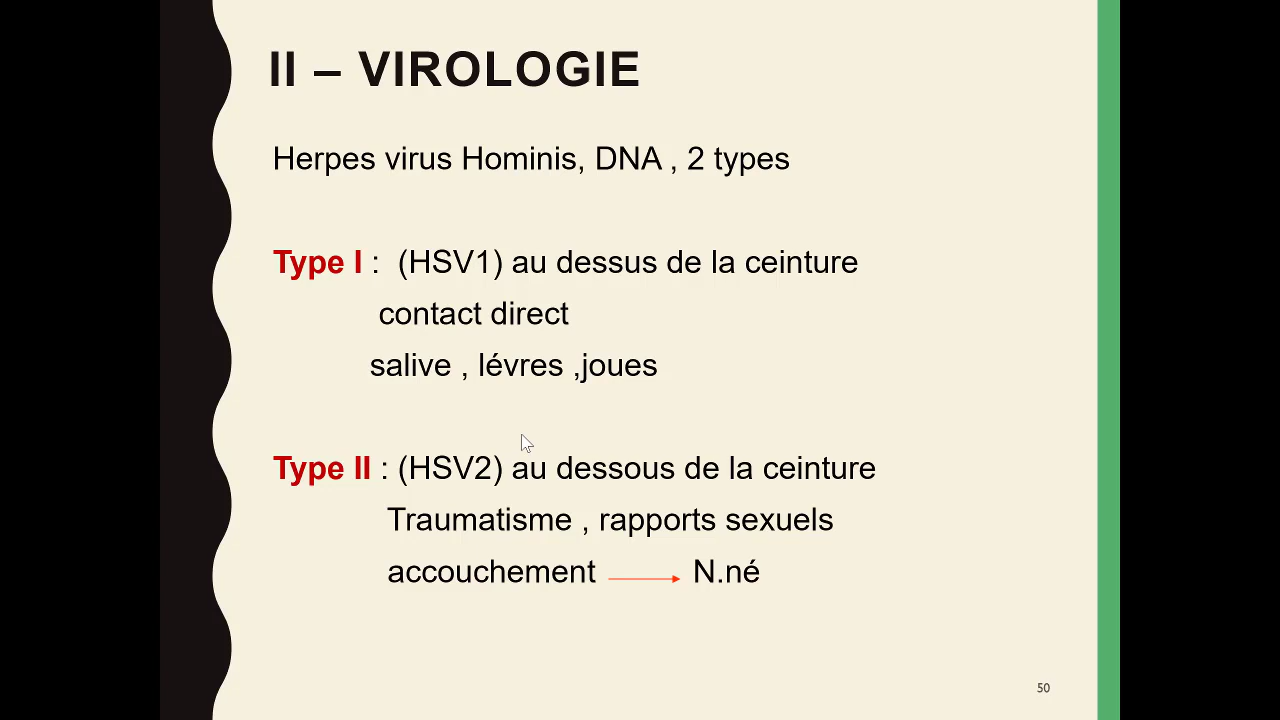 II – VIROLOGIE
Herpes virus Hominis, DNA , 2 types
Type I : (HSV1) au dessus de la ceinture
contact direct
salive , lévres ,joues
Type II : (HSV2) au dessous de la ceinture
Traumatisme , rapports sexuels
accouchement → N.né
50